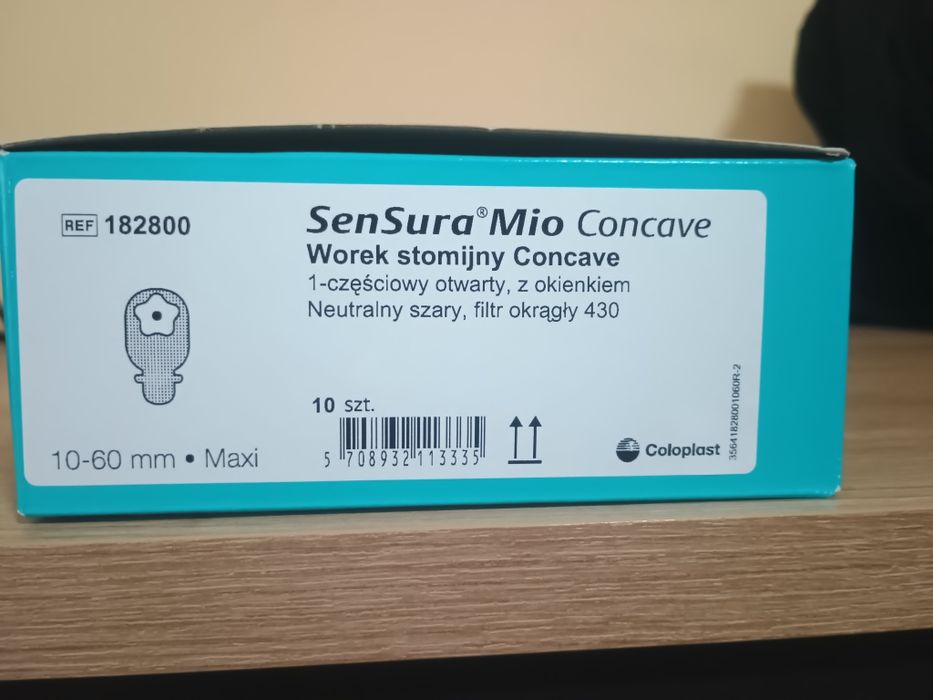 REF 182800
SenSura® Mio Concave
Worek stomijny Concave
1-częściowy otwarty, z okienkiem
Neutralny szary, filtr okrągły 430
10 szt.
5 708932 113335
10-60 mm • Maxi
Coloplast
35641828001060R-2